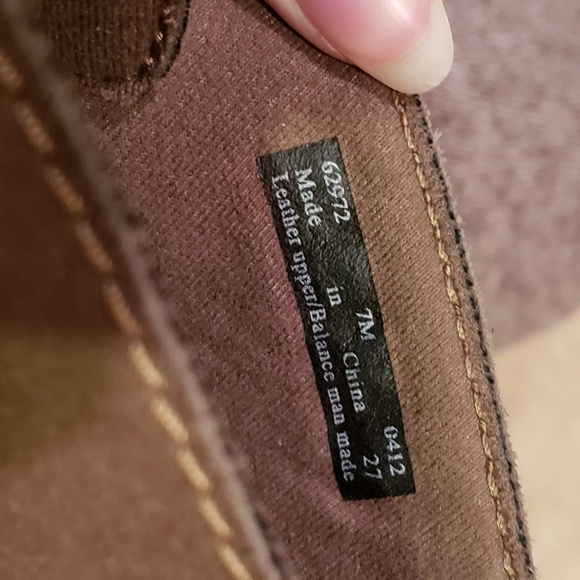 62972 7M 0412
Made in China 27
Leather upper/Balance man made